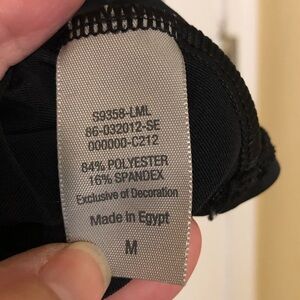 S9358-LML
86-032012-SE
000000-C212
84% POLYESTER
16% SPANDEX
Exclusive of Decoration
Made in Egypt
M